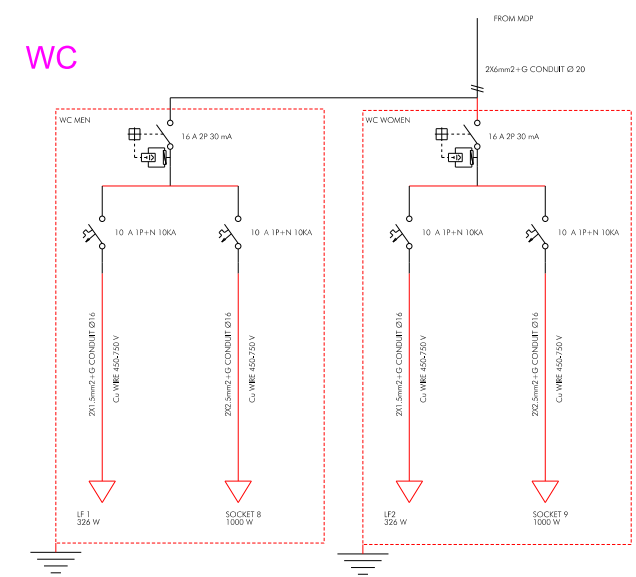 FROM MDP
WC
2X6mm2+G CONDUIT Ø 20
WC MEN
16 A 2P 30 mA
WC WOMEN
16 A 2P 30 mA
10 A 1P+N 10KA
10 A 1P+N 10KA
10 A 1P+N 10KA
10 A 1P+N 10KA
2X1.5mm2+G CONDUIT Ø16
Cu WIRE 450-750 V
2X2.5mm2+G CONDUIT Ø16
Cu WIRE 450-750 V
2X1.5mm2+G CONDUIT Ø16
Cu WIRE 450-750 V
2X2.5mm2+G CONDUIT Ø16
Cu WIRE 450-750 V
LF 1
326 W
SOCKET 8
1000 W
LF2
326 W
SOCKET 9
1000 W